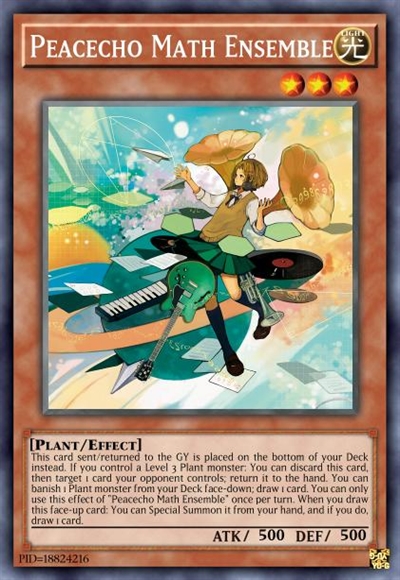 Peacecho Math Ensemble
LIGHT
光
[Plant/Effect]
This card sent/returned to the GY is placed on the bottom of your Deck
instead. If you control a Level 3 Plant monster: You can discard this card,
then target 1 card your opponent controls; return it to the hand. You can
banish 1 Plant monster from your Deck face-down; draw 1 card. You can only
use this effect of "Peacecho Math Ensemble" once per turn. When you draw
this face-up card: You can Special Summon it from your hand, and if you do,
draw 1 card.
ATK / 500 DEF / 500
PID=18824216